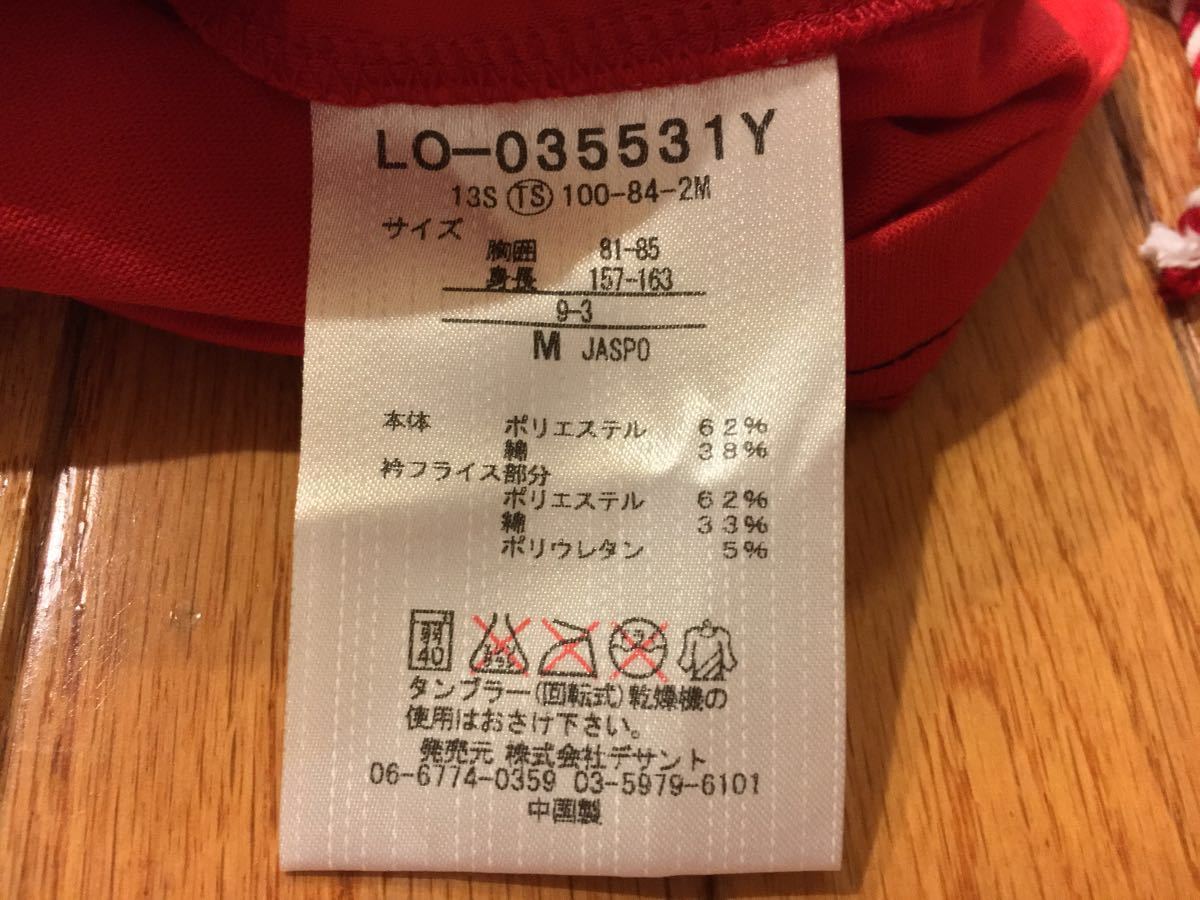 LO-035531Y
13S TS 100-84-2M
サイズ
胸囲 81-85
身長 157-163
9-3
M JASPO
本体 ポリエステル 62%
綿 38%
衿フライス部分
ポリエステル 62%
綿 33%
ポリウレタン 5%
弱
40
タンブラー(回転式)乾燥機の
使用はおさけ下さい。
発売元 株式会社デサント
06-6774-0359 03-5979-6101
中国製